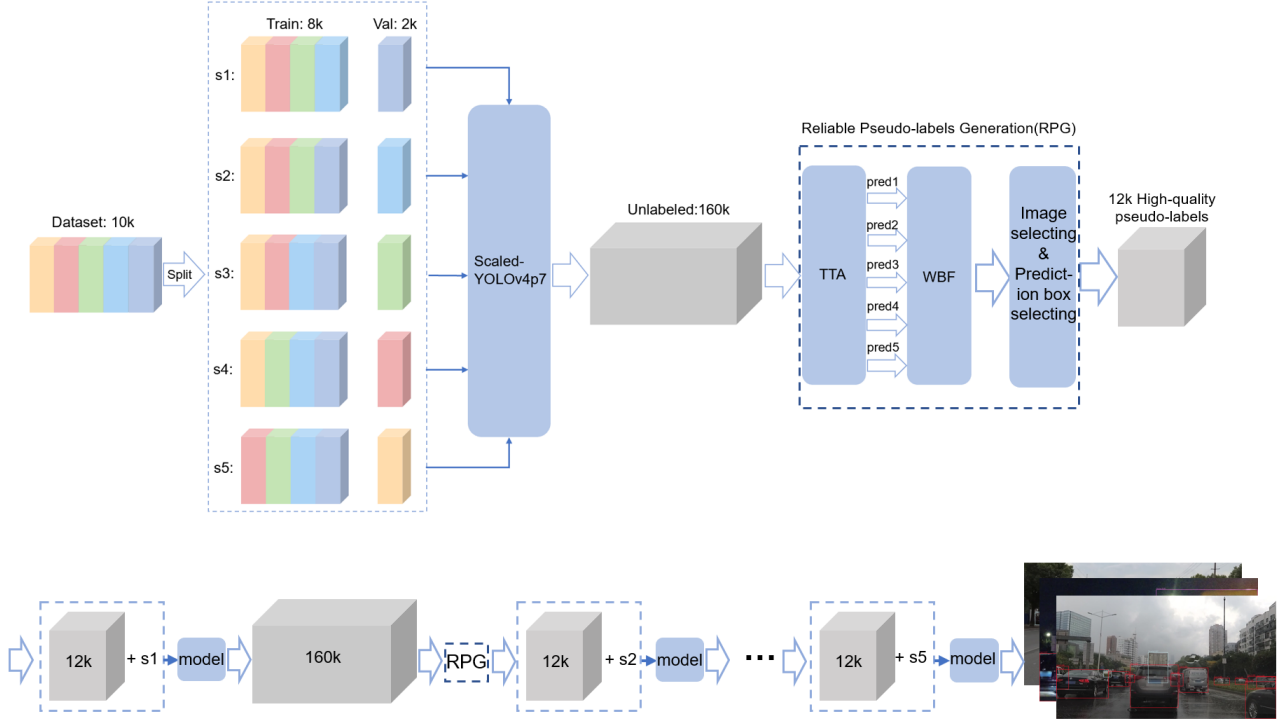 Train: 8k
Val: 2k
s1:
s2:
s3:
s4:
s5:
Dataset: 10k
Split
Scaled-
YOLOv4p7
Unlabeled:160k
Reliable Pseudo-labels Generation(RPG)
TTA
pred1
pred2
pred3
pred4
pred5
WBF
Image
selecting
&
Predict-
ion box
selecting
12k High-quality
pseudo-labels
12k
+ s1
model
160k
RPG
12k
+ s2
model
...
12k
+ s5
model